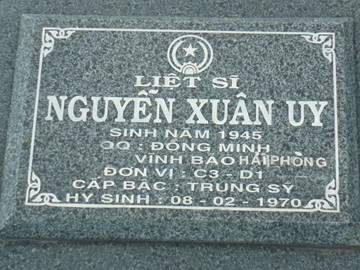 LIỆT SĨ
NGUYỄN XUÂN UY
SINH NĂM 1945
QQ : ĐÔNG MINH
VĨNH BẢO HẢI PHÒNG
ĐƠN VỊ : C3 - D1
CẤP BẬC : TRUNG SỸ
HY SINH : 08 - 02 - 1970